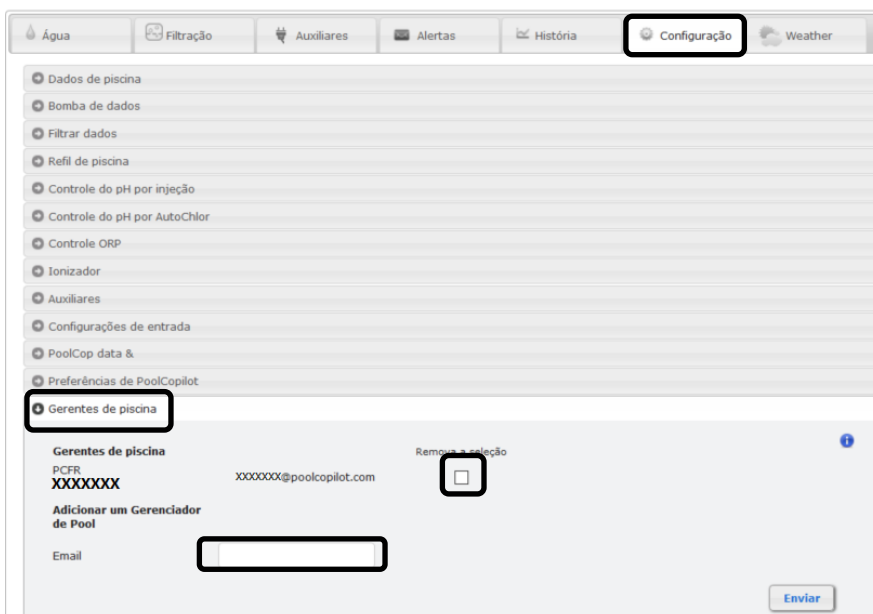 Água Filtração Auxiliares Alertas História Configuração Weather
Dados de piscina
Bomba de dados
Filtrar dados
Refil de piscina
Controle do pH por injeção
Controle do pH por AutoChlor
Controle ORP
Ionizador
Auxiliares
Configurações de entrada
PoolCop data &
Preferências de PoolCopilot
Gerentes de piscina
Gerentes de piscina Remova a seleção
PCFR
XXXXXXX XXXXXXX@poolcopilot.com
Adicionar um Gerenciador
de Pool
Email
Enviar